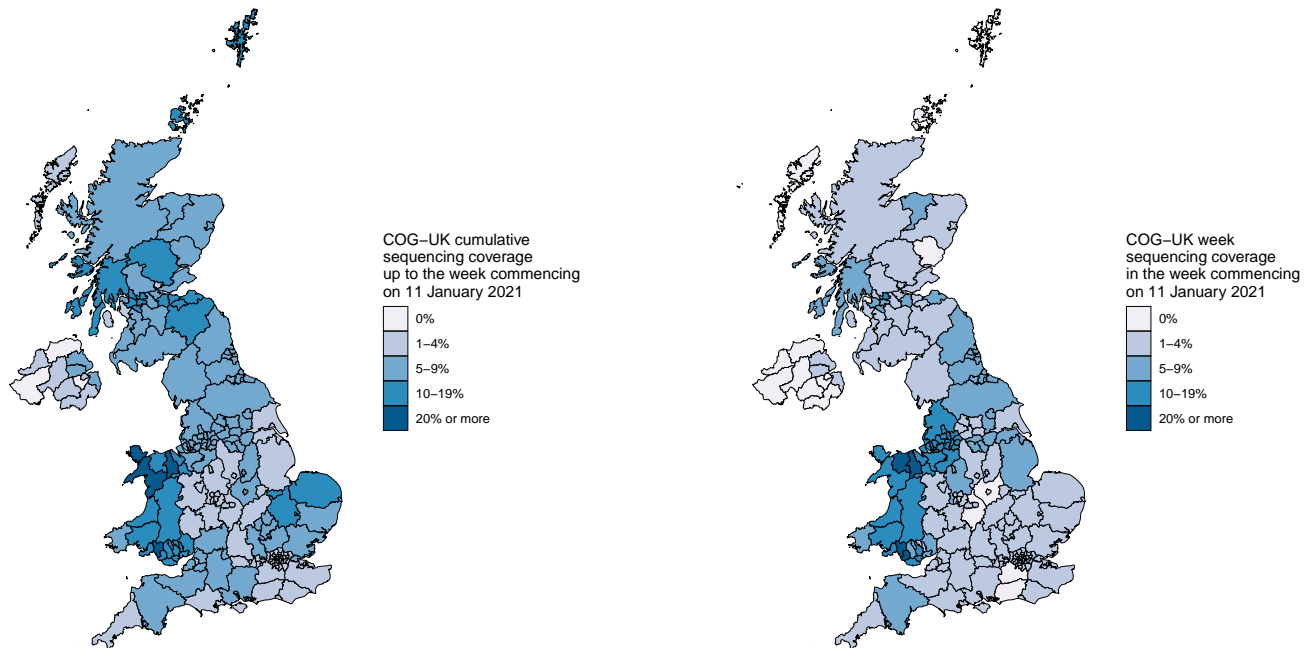 COG–UK cumulative
sequencing coverage
up to the week commencing
on 11 January 2021
0%
1–4%
5–9%
10–19%
20% or more
COG–UK week
sequencing coverage
in the week commencing
on 11 January 2021
0%
1–4%
5–9%
10–19%
20% or more